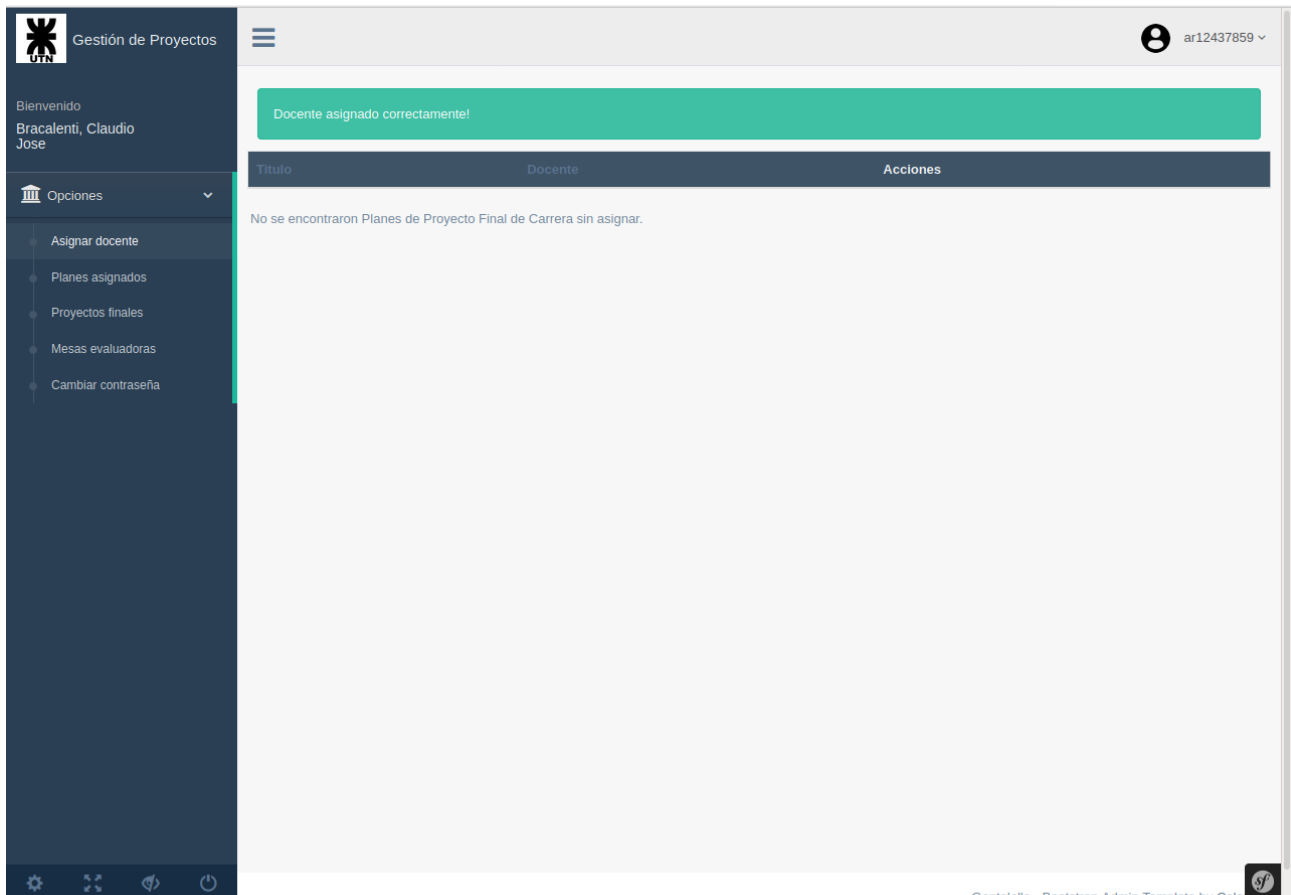 UTN
Gestión de Proyectos
ar12437859
Bienvenido
Bracalenti, Claudio
Jose
Docente asignado correctamente!
Titulo Docente Acciones
Opciones
No se encontraron Planes de Proyecto Final de Carrera sin asignar.
Asignar docente
Planes asignados
Proyectos finales
Mesas evaluadoras
Cambiar contraseña
sf